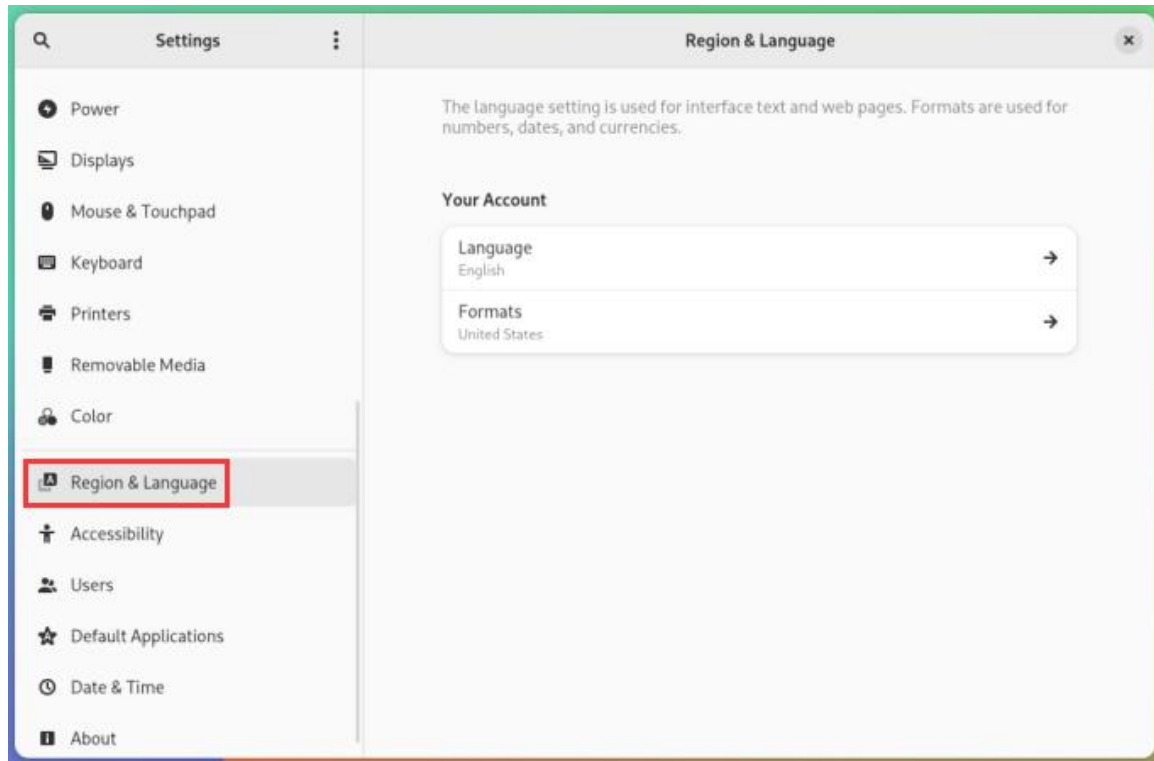 Settings
Power
Displays
Mouse & Touchpad
Keyboard
Printers
Removable Media
Color
Region & Language
Accessibility
Users
Default Applications
Date & Time
About
Region & Language
The language setting is used for interface text and web pages. Formats are used for
numbers, dates, and currencies.
Your Account
Language
English
Formats
United States